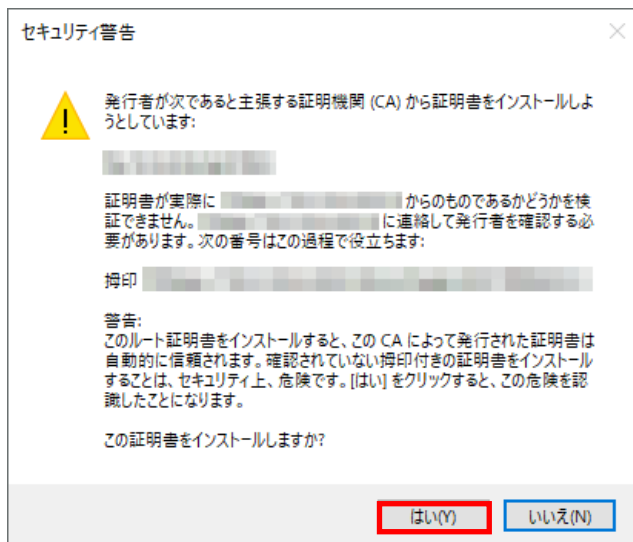 セキュリティ警告
発行者が次であると主張する証明機関 (CA) から証明書をインストールしよ
うとしています:
証明書が実際に からのものであるかどうかを検
証できません。 に連絡して発行者を確認する必
要があります。次の番号はこの過程で役立ちます:
拇印
警告:
このルート証明書をインストールすると、この CA によって発行された証明書は
自動的に信頼されます。確認されていない拇印付きの証明書をインストール
することは、セキュリティ上、危険です。[はい] をクリックすると、この危険を認
識したことになります。
この証明書をインストールしますか?
はい(Y) いいえ(N)